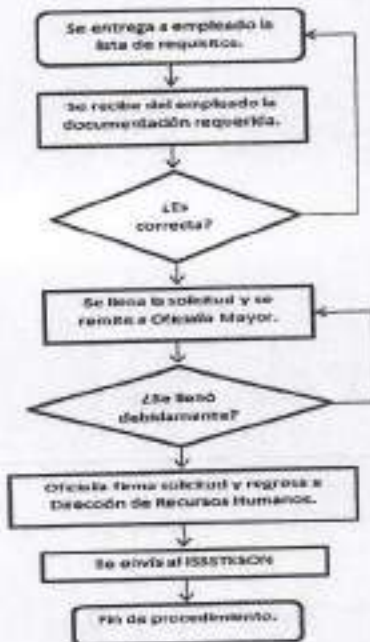 Se entrega a empleado la
lista de requisitos.
Se recibe del empleado la
documentación requerida.
¿Es
correcta?
Se llena la solicitud y se
remite a Oficialía Mayor.
¿Se llenó
debidamente?
Oficialía firma solicitud y regresa a
Dirección de Recursos Humanos.
Se envía al ISSSTESON
Fin de procedimiento.